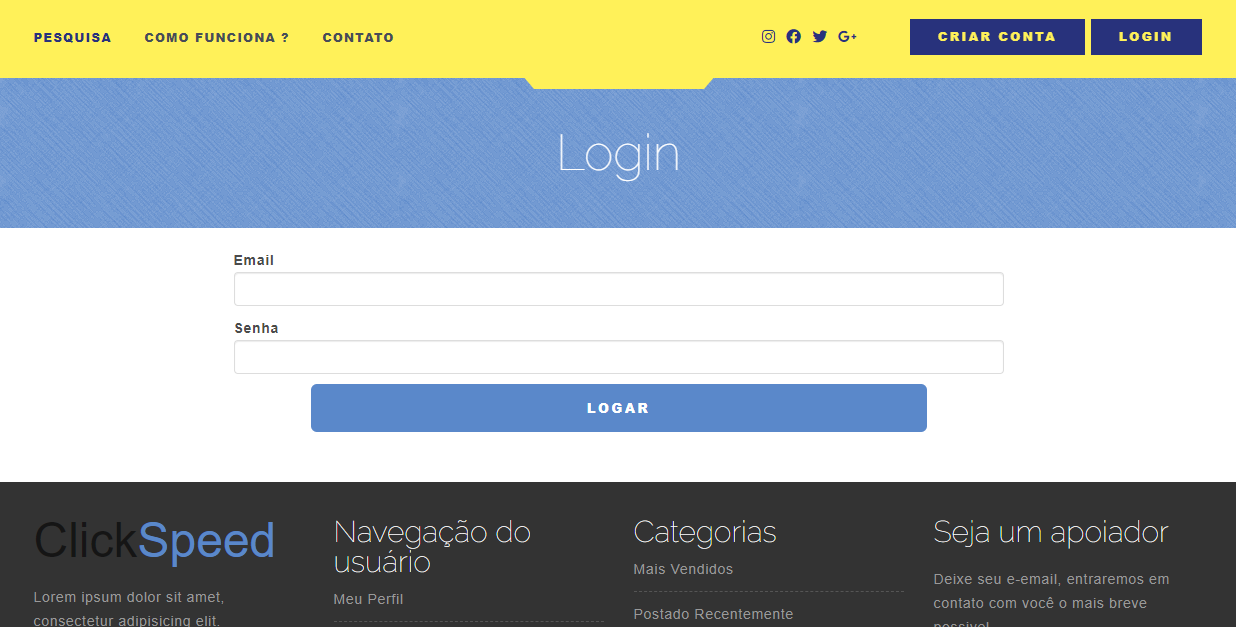 PESQUISA COMO FUNCIONA ? CONTATO CRIAR CONTA LOGIN
Login
Email
Senha
LOGAR
ClickSpeed
Lorem ipsum dolor sit amet,
consectetur adipisicing elit.
Navegação do
usuário
Meu Perfil
Categorias
Mais Vendidos
Postado Recentemente
Seja um apoiador
Deixe seu e-email, entraremos em
contato com você o mais breve
possivel